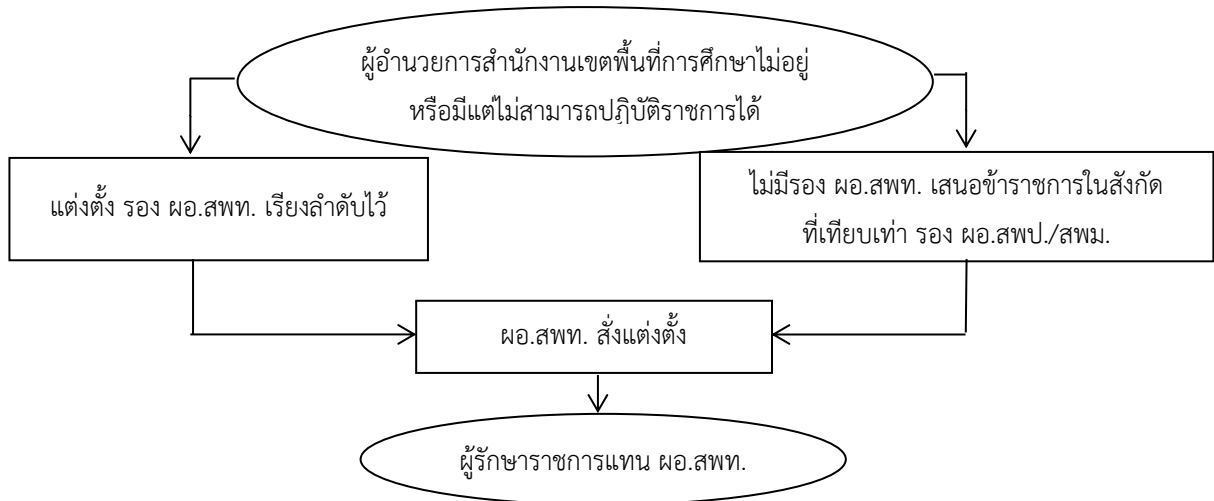 ผู้อำนวยการสำนักงานเขตพื้นที่การศึกษาไม่อยู่
หรือมีแต่ไม่สามารถปฏิบัติราชการได้
แต่งตั้ง รอง ผอ.สพท. เรียงลำดับไว้
ไม่มีรอง ผอ.สพท. เสนอข้าราชการในสังกัด
ที่เทียบเท่า รอง ผอ.สพป./สพม.
ผอ.สพท. สั่งแต่งตั้ง
ผู้รักษาราชการแทน ผอ.สพท.